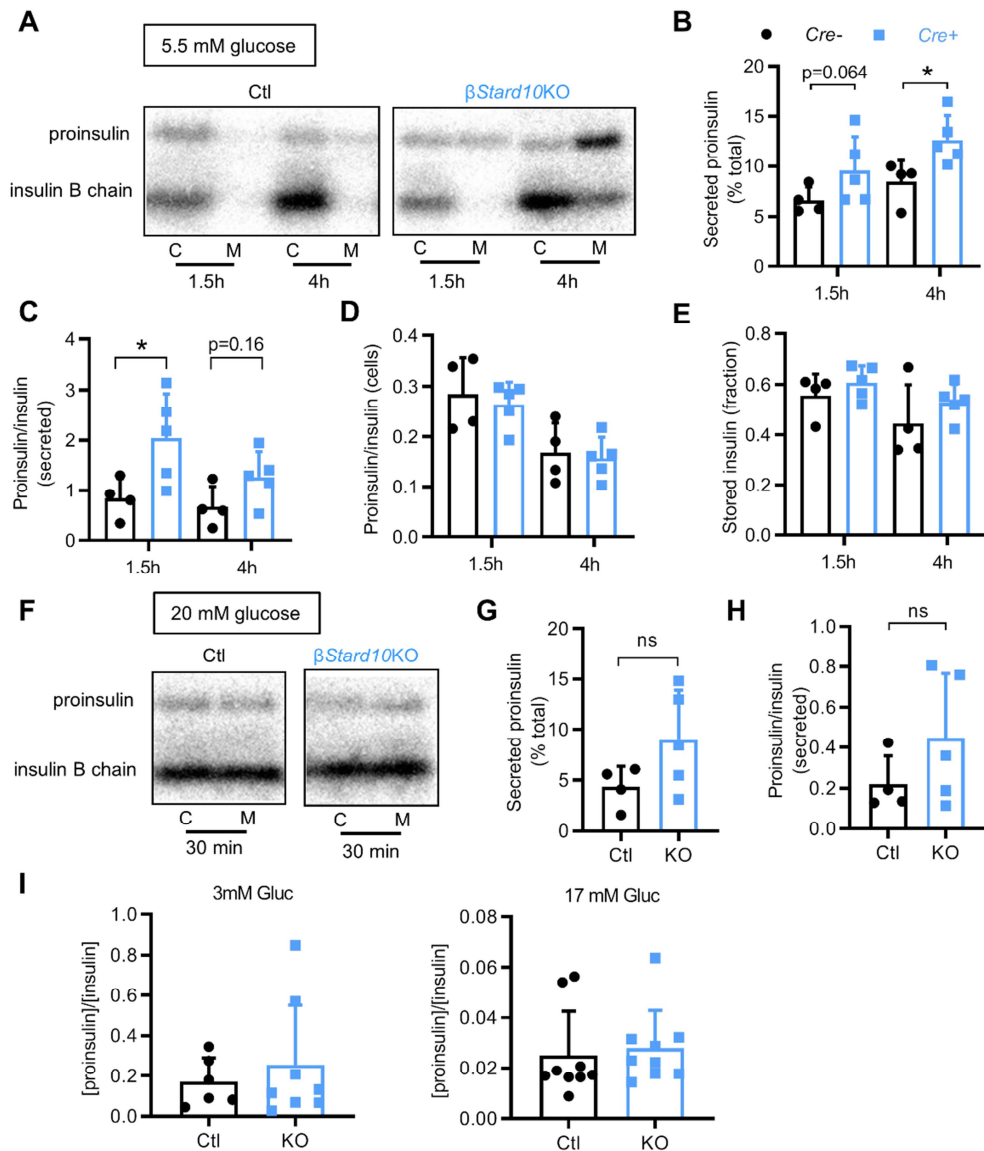 A
5.5 mM glucose
Ctl
βStard10KO
proinsulin
insulin B chain
C M C M C M C M
1.5h 4h 1.5h 4h
B
Cre- Cre+
Secreted proinsulin
(% total)
20
15
10
5
0
p=0.064
*
1.5h 4h
C
Proinsulin/insulin
(secreted)
4
3
2
1
0
*
p=0.16
1.5h 4h
D
Proinsulin/insulin (cells)
0.4
0.3
0.2
0.1
0.0
1.5h 4h
E
Stored insulin (fraction)
0.8
0.6
0.4
0.2
0.0
1.5h 4h
F
20 mM glucose
Ctl
βStard10KO
proinsulin
insulin B chain
C M C M
30 min 30 min
G
Secreted proinsulin
(% total)
20
15
10
5
0
ns
Ctl KO
H
Proinsulin/insulin
(secreted)
1.0
0.8
0.6
0.4
0.2
0.0
ns
Ctl KO
I
3mM Gluc
[proinsulin]/[insulin]
1.0
0.8
0.6
0.4
0.2
0.0
Ctl KO
17 mM Gluc
[proinsulin]/[insulin]
0.08
0.06
0.04
0.02
0.00
Ctl KO